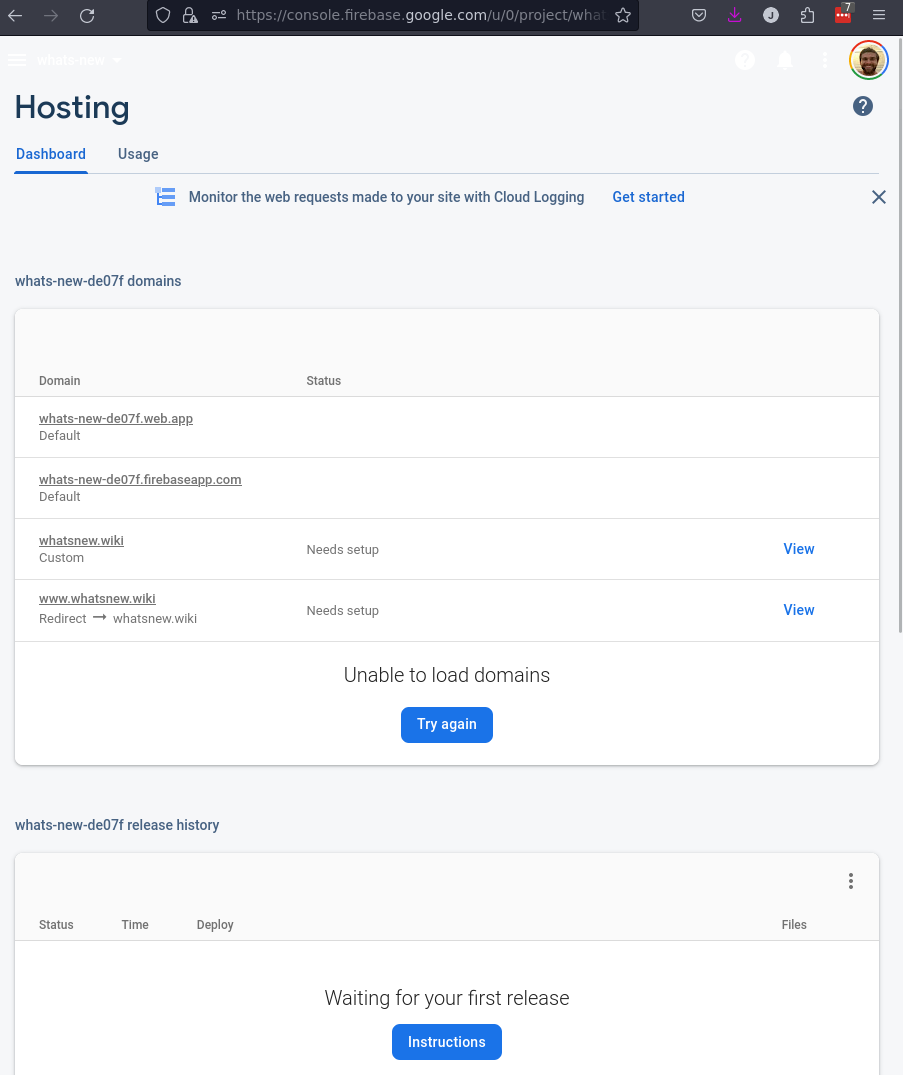 https://console.firebase.google.com/u/0/project/what
J
7
whats-new
Hosting
Dashboard Usage
Monitor the web requests made to your site with Cloud Logging Get started
whats-new-de07f domains
Domain Status
whats-new-de07f.web.app
Default
whats-new-de07f.firebaseapp.com
Default
whatsnew.wiki
Custom
Needs setup
View
www.whatsnew.wiki
Redirect → whatsnew.wiki
Needs setup
View
Unable to load domains
Try again
whats-new-de07f release history
Status Time Deploy Files
Waiting for your first release
Instructions